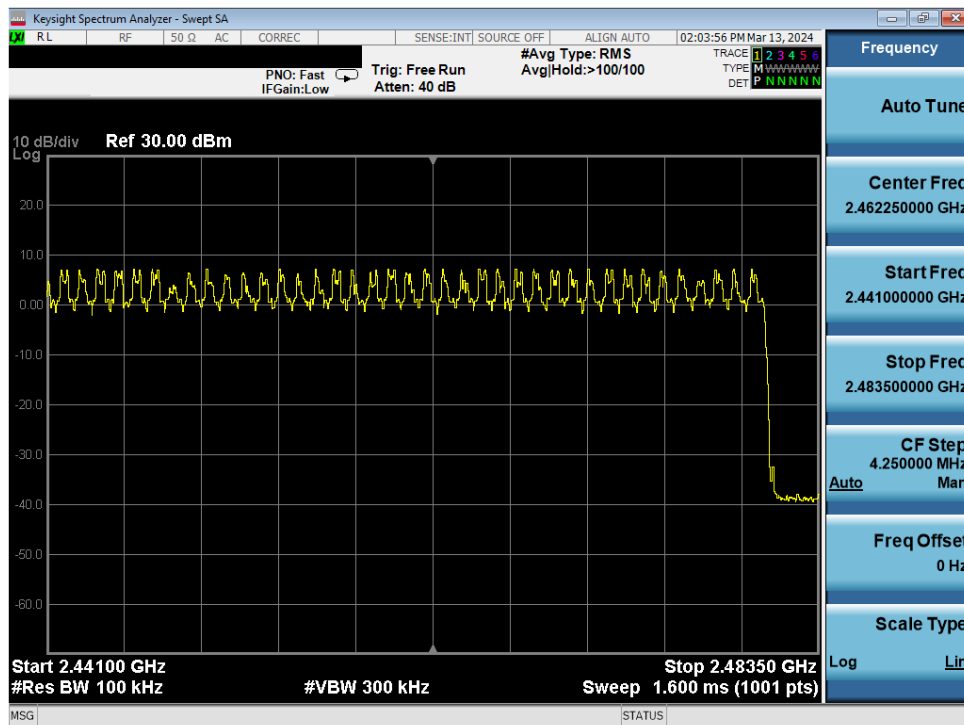 Keysight Spectrum Analyzer - Swept SA
LXI RL RF 50 Ω AC CORREC SENSE:INT SOURCE OFF ALIGN AUTO 02:03:56 PM Mar 13, 2024
PNO: Fast Trig: Free Run #Avg Type: RMS TRACE 1 2 3 4 5 6
IFGain:Low Atten: 40 dB Avg|Hold:>100/100 TYPE M WWWWW
DET P N N N N N
10 dB/div Ref 30.00 dBm
Log
20.0
10.0
0.00
-10.0
-20.0
-30.0
-40.0
-50.0
-60.0
Start 2.44100 GHz Stop 2.48350 GHz
#Res BW 100 kHz #VBW 300 kHz Sweep 1.600 ms (1001 pts)
MSG STATUS
Frequency
Auto Tune
Center Freq
2.462250000 GHz
Start Freq
2.441000000 GHz
Stop Freq
2.483500000 GHz
CF Step
4.250000 MHz
Auto Man
Freq Offset
0 Hz
Scale Type
Log Lin